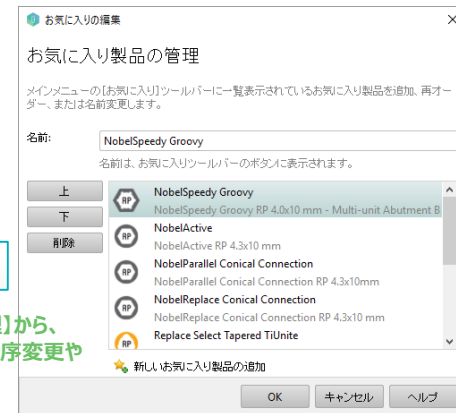 お気に入りの編集
お気に入り製品の管理
メインメニューの[お気に入り]ツールバーに一覧表示されているお気に入り製品を追加、再オー
ダー、または名前変更します。
名前:
NobelSpeedy Groovy
名前は、お気に入りツールバーのボタンに表示されます。
上
下
削除
RP
NobelSpeedy Groovy
NobelSpeedy Groovy RP 4.0x10 mm - Multi-unit Abutment B
RP
NobelActive
NobelActive RP 4.3x10 mm
RP
NobelParallel Conical Connection
NobelParallel Conical Connection RP 4.3x10mm
RP
NobelReplace Conical Connection
NobelReplace Conical Connection RP 4.3x10 mm
RP
Replace Select Tapered TiUnite
】から、
序変更や
新しいお気に入り製品の追加
OK
キャンセル
ヘルプ